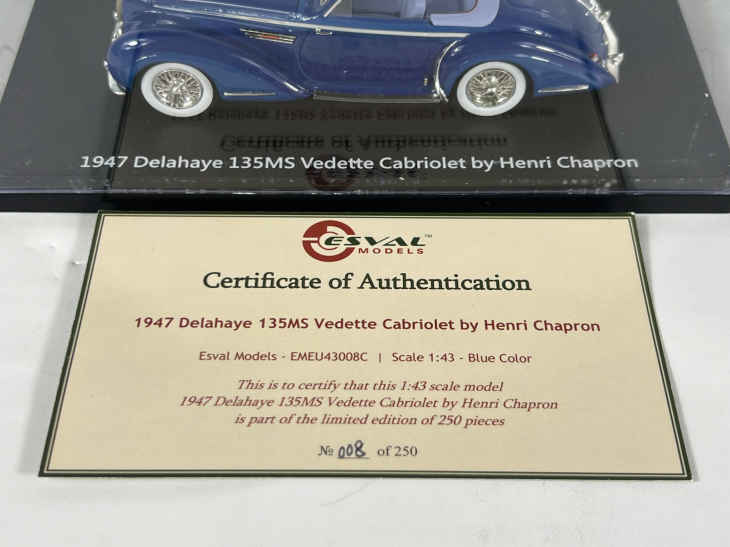 1947 Delahaye 135MS Vedette Cabriolet by Henri Chapron
ESVAL™
MODELS
Certificate of Authentication
1947 Delahaye 135MS Vedette Cabriolet by Henri Chapron
Esval Models - EMEU43008C | Scale 1:43 - Blue Color
This is to certify that this 1:43 scale model
1947 Delahaye 135MS Vedette Cabriolet by Henri Chapron
is part of the limited edition of 250 pieces
№ 008 of 250